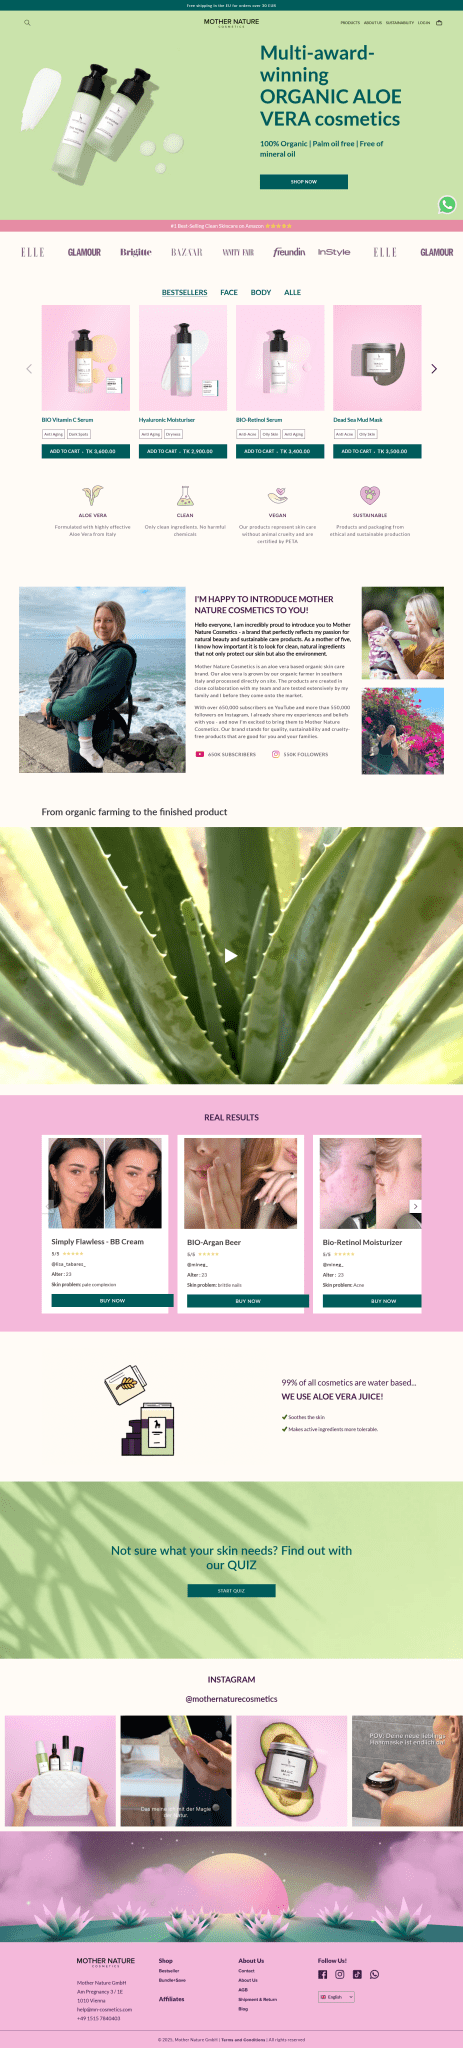 Free shipping in the EU for orders over 30 EUR
MOTHER NATURE
COSMETICS
PRODUCTS ABOUT US SUSTAINABILITY LOGIN
Multi-award-
winning
ORGANIC ALOE
VERA cosmetics
100% Organic | Palm oil free | Free of
mineral oil
SHOP NOW
#1 Best-Selling Clean Skincare on Amazon
ELLE GLAMOUR Brigitte BAZAAR VANITY FAIR freundin InStyle ELLE GLAMOUR
BESTSELLERS FACE BODY ALLE
BIO Vitamin C Serum
Anti Aging Dark Spots
ADD TO CART - TK 3,600.00
Hyaluronic Moisturiser
Anti Aging Dryness
ADD TO CART - TK 2,900.00
BIO-Retinol Serum
Anti Acne Oily Skin Anti Aging
ADD TO CART - TK 3,400.00
Dead Sea Mud Mask
Anti Acne Oily Skin
ADD TO CART - TK 3,500.00
ALOE VERA
Formulated with highly effective
Aloe Vera from Italy
CLEAN
Only clean ingredients. No harmful
chemicals
VEGAN
Our products represent skin care
without animal cruelty and are
certified by PETA
SUSTAINABLE
Products and packaging from
ethical and sustainable production
I'M HAPPY TO INTRODUCE MOTHER
NATURE COSMETICS TO YOU!
Hello everyone, I am incredibly proud to introduce you to Mother
Nature Cosmetics - a brand that perfectly reflects my passion for
natural beauty and sustainable care products. As a mother of five,
I know how important it is to look for clean, natural ingredients
that not only protect our skin but also the environment.
Mother Nature Cosmetics is an aloe vera based organic skin care
brand. Our aloe vera is grown by our organic farmer in southern
Italy and processed directly on site. The products are created in
close collaboration with my team and are tested extensively by my
family and I before they come onto the market.
With over 650,000 subscribers on YouTube and more than 550,000
followers on Instagram, I already share my experiences and beliefs
with you - and now I'm excited to bring them to Mother Nature
Cosmetics. Our brand stands for quality, sustainability and cruelty-
free products that are good for you and your families.
650K SUBSCRIBERS 550K FOLLOWERS
From organic farming to the finished product
REAL RESULTS
Simply Flawless - BB Cream
5/5
@lisa_tabares_
Alter : 23
Skin problem: pale complexion
BUY NOW
BIO-Argan Beer
5/5
@minng_
Alter : 23
Skin problem: brittle nails
BUY NOW
Bio-Retinol Moisturizer
5/5
@minng_
Alter : 23
Skin problem: Acne
BUY NOW
99% of all cosmetics are water based...
WE USE ALOE VERA JUICE!
Soothes the skin
Makes active ingredients more tolerable.
Not sure what your skin needs? Find out with
our QUIZ
START QUIZ
INSTAGRAM
@mothernaturecosmetics
POV: Deine neue lieblings
Haarmaske ist endlich da!
MOTHER NATURE
COSMETICS
Mother Nature GmbH
Am Pregnancy 3 / 1E
1010 Vienna
help@mn-cosmetics.com
+49 1515 7840403
Shop
Bestseller
Bundle+Save
Affiliates
About Us
Contact
About Us
AGB
Shipment & Return
Blog
Follow Us!
English
© 2025, Mother Nature GmbH | Terms and Conditions | All rights reserved